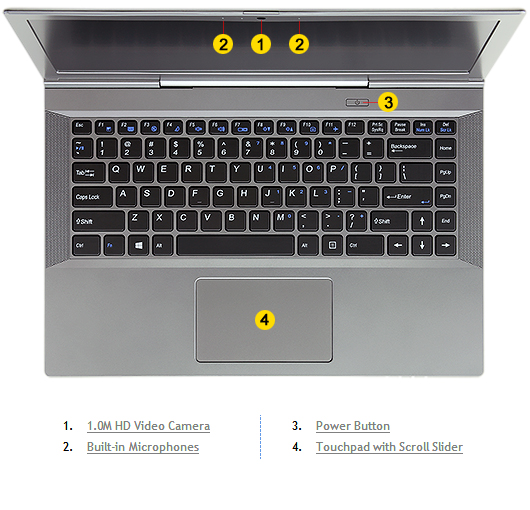 2 1 2
3
Esc F1 F2 F3 F4 F5 F6 F7 F8 F9 F10 F11 F12 Prt Sc SysRq Pause Break Ins Num Lk Del Scr Lk
! 1 @ 2 # 3 $ 4 % 5 ^ 6 & 7 * 8 ( 9 ) 0 - + = Backspace Home
Tab Q W E R T Y U I O P { [ } ] PgUp
Caps Lock A S D F G H J K L : ; " ' Enter PgDn
Shift Z X C V B N M < , > . ? / Shift End
Ctrl Fn Alt Alt Ctrl
4
1. 1.0M HD Video Camera
2. Built-in Microphones
3. Power Button
4. Touchpad with Scroll Slider